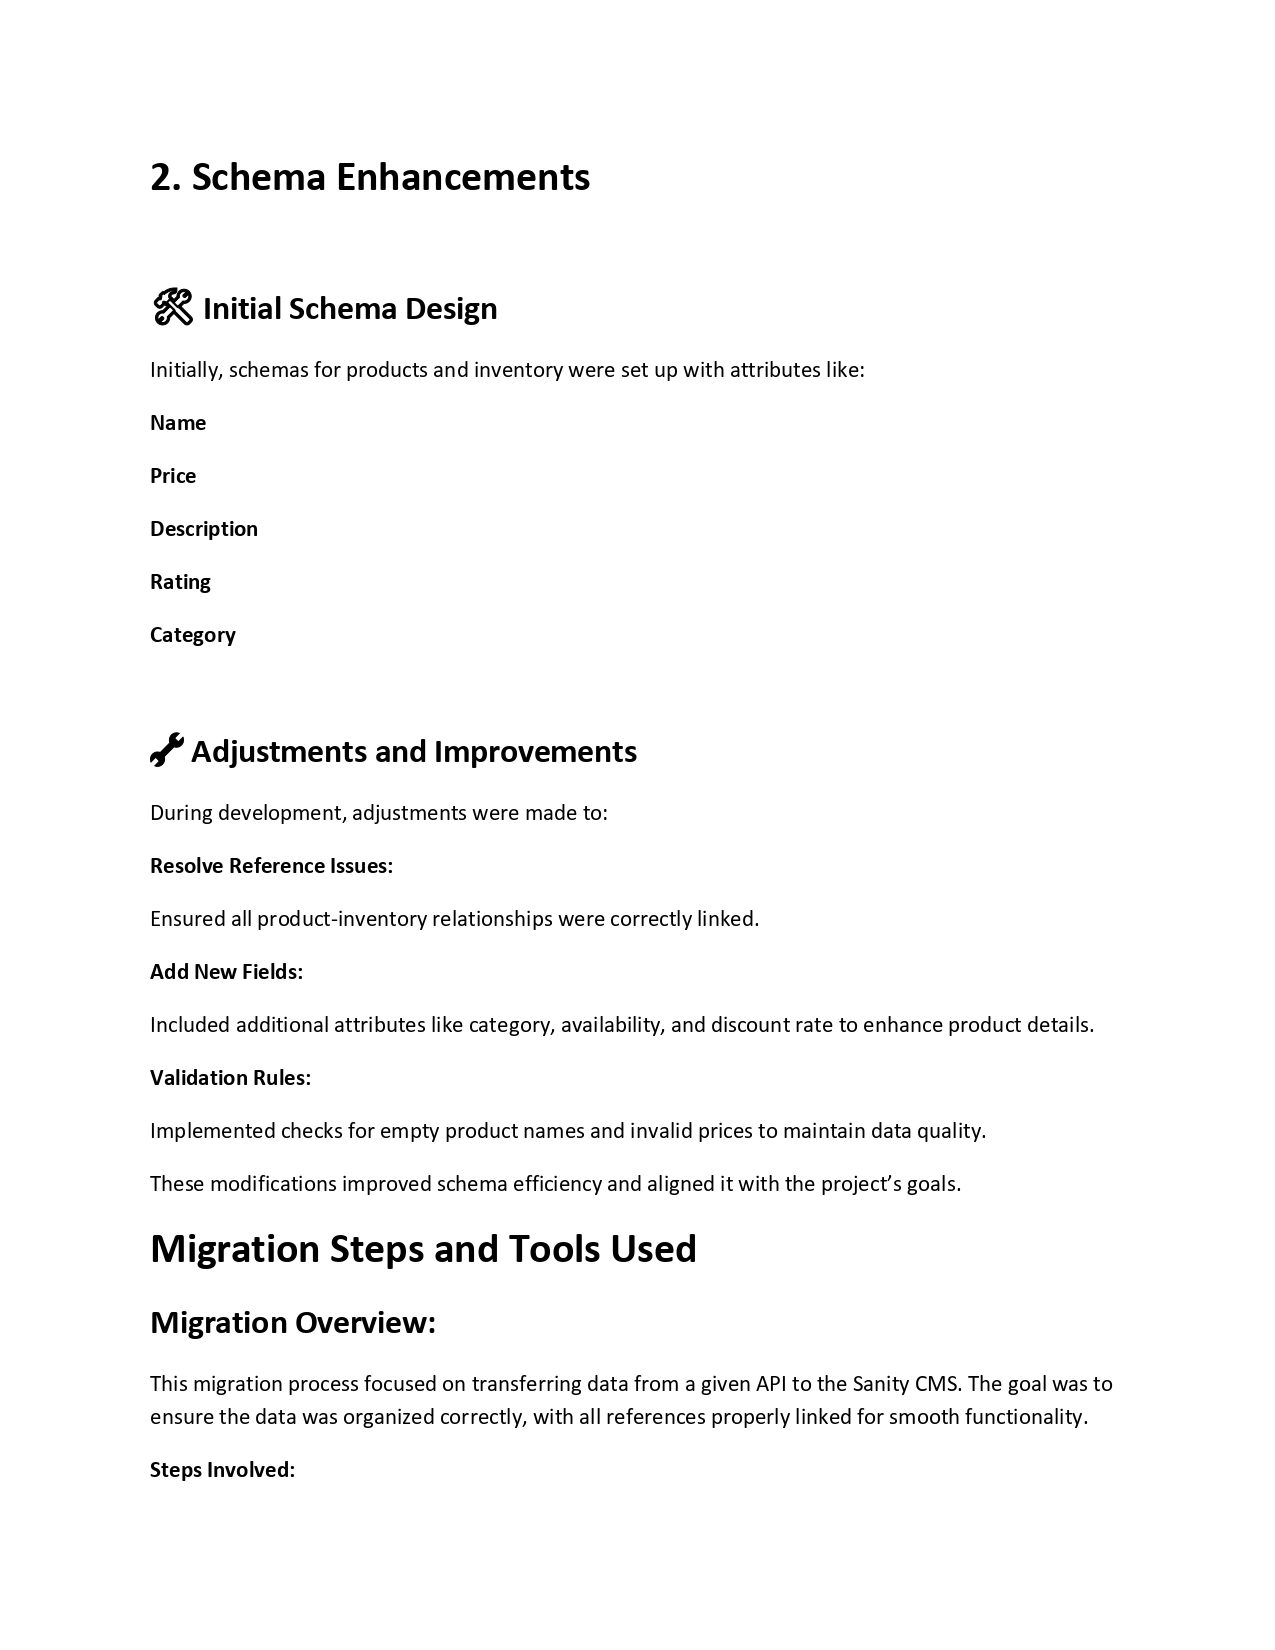 2. Schema Enhancements
🛠 Initial Schema Design
Initially, schemas for products and inventory were set up with attributes like:
Name
Price
Description
Rating
Category
🔧 Adjustments and Improvements
During development, adjustments were made to:
Resolve Reference Issues:
Ensured all product-inventory relationships were correctly linked.
Add New Fields:
Included additional attributes like category, availability, and discount rate to enhance product details.
Validation Rules:
Implemented checks for empty product names and invalid prices to maintain data quality.
These modifications improved schema efficiency and aligned it with the project’s goals.
Migration Steps and Tools Used
Migration Overview:
This migration process focused on transferring data from a given API to the Sanity CMS. The goal was to
ensure the data was organized correctly, with all references properly linked for smooth functionality.
Steps Involved: